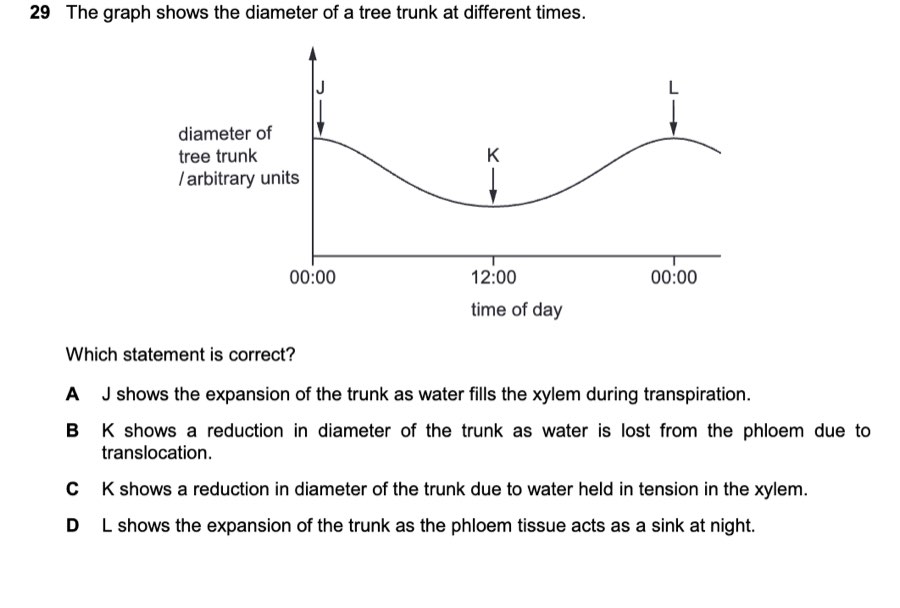 29 The graph shows the diameter of a tree trunk at different times.
J
L
diameter of
tree trunk
/ arbitrary units
K
00:00
12:00
00:00
time of day
Which statement is correct?
A J shows the expansion of the trunk as water fills the xylem during transpiration.
B K shows a reduction in diameter of the trunk as water is lost from the phloem due to
translocation.
C K shows a reduction in diameter of the trunk due to water held in tension in the xylem.
D L shows the expansion of the trunk as the phloem tissue acts as a sink at night.